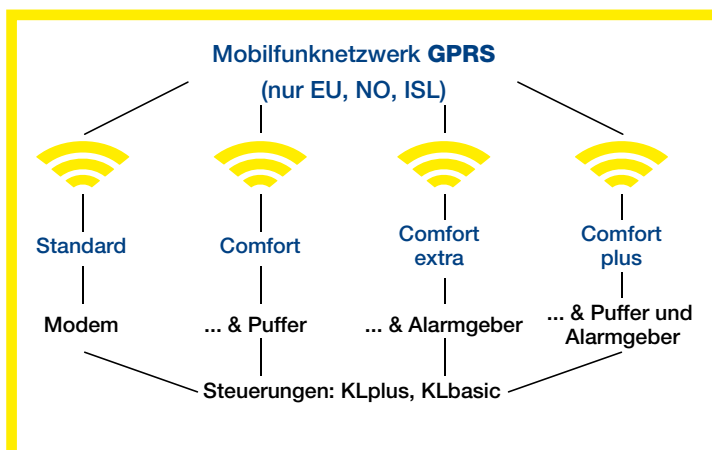 Mobilfunknetzwerk GPRS
(nur EU, NO, ISL)
Standard
Comfort
Comfort
extra
Comfort
plus
Modem
... & Puffer
... & Alarmgeber
... & Puffer und
Alarmgeber
Steuerungen: KLplus, KLbasic